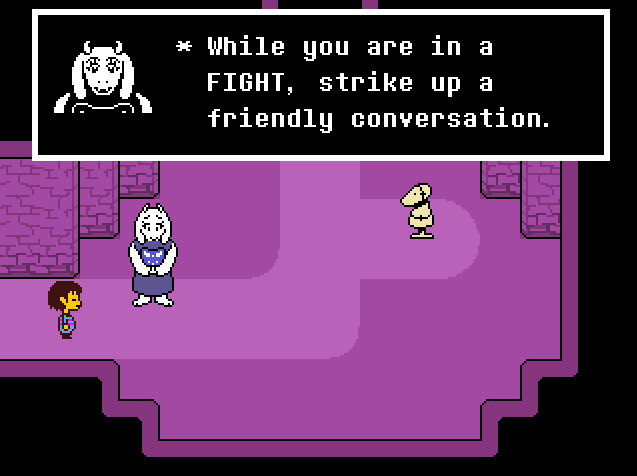 * While you are in a
FIGHT, strike up a
friendly conversation.